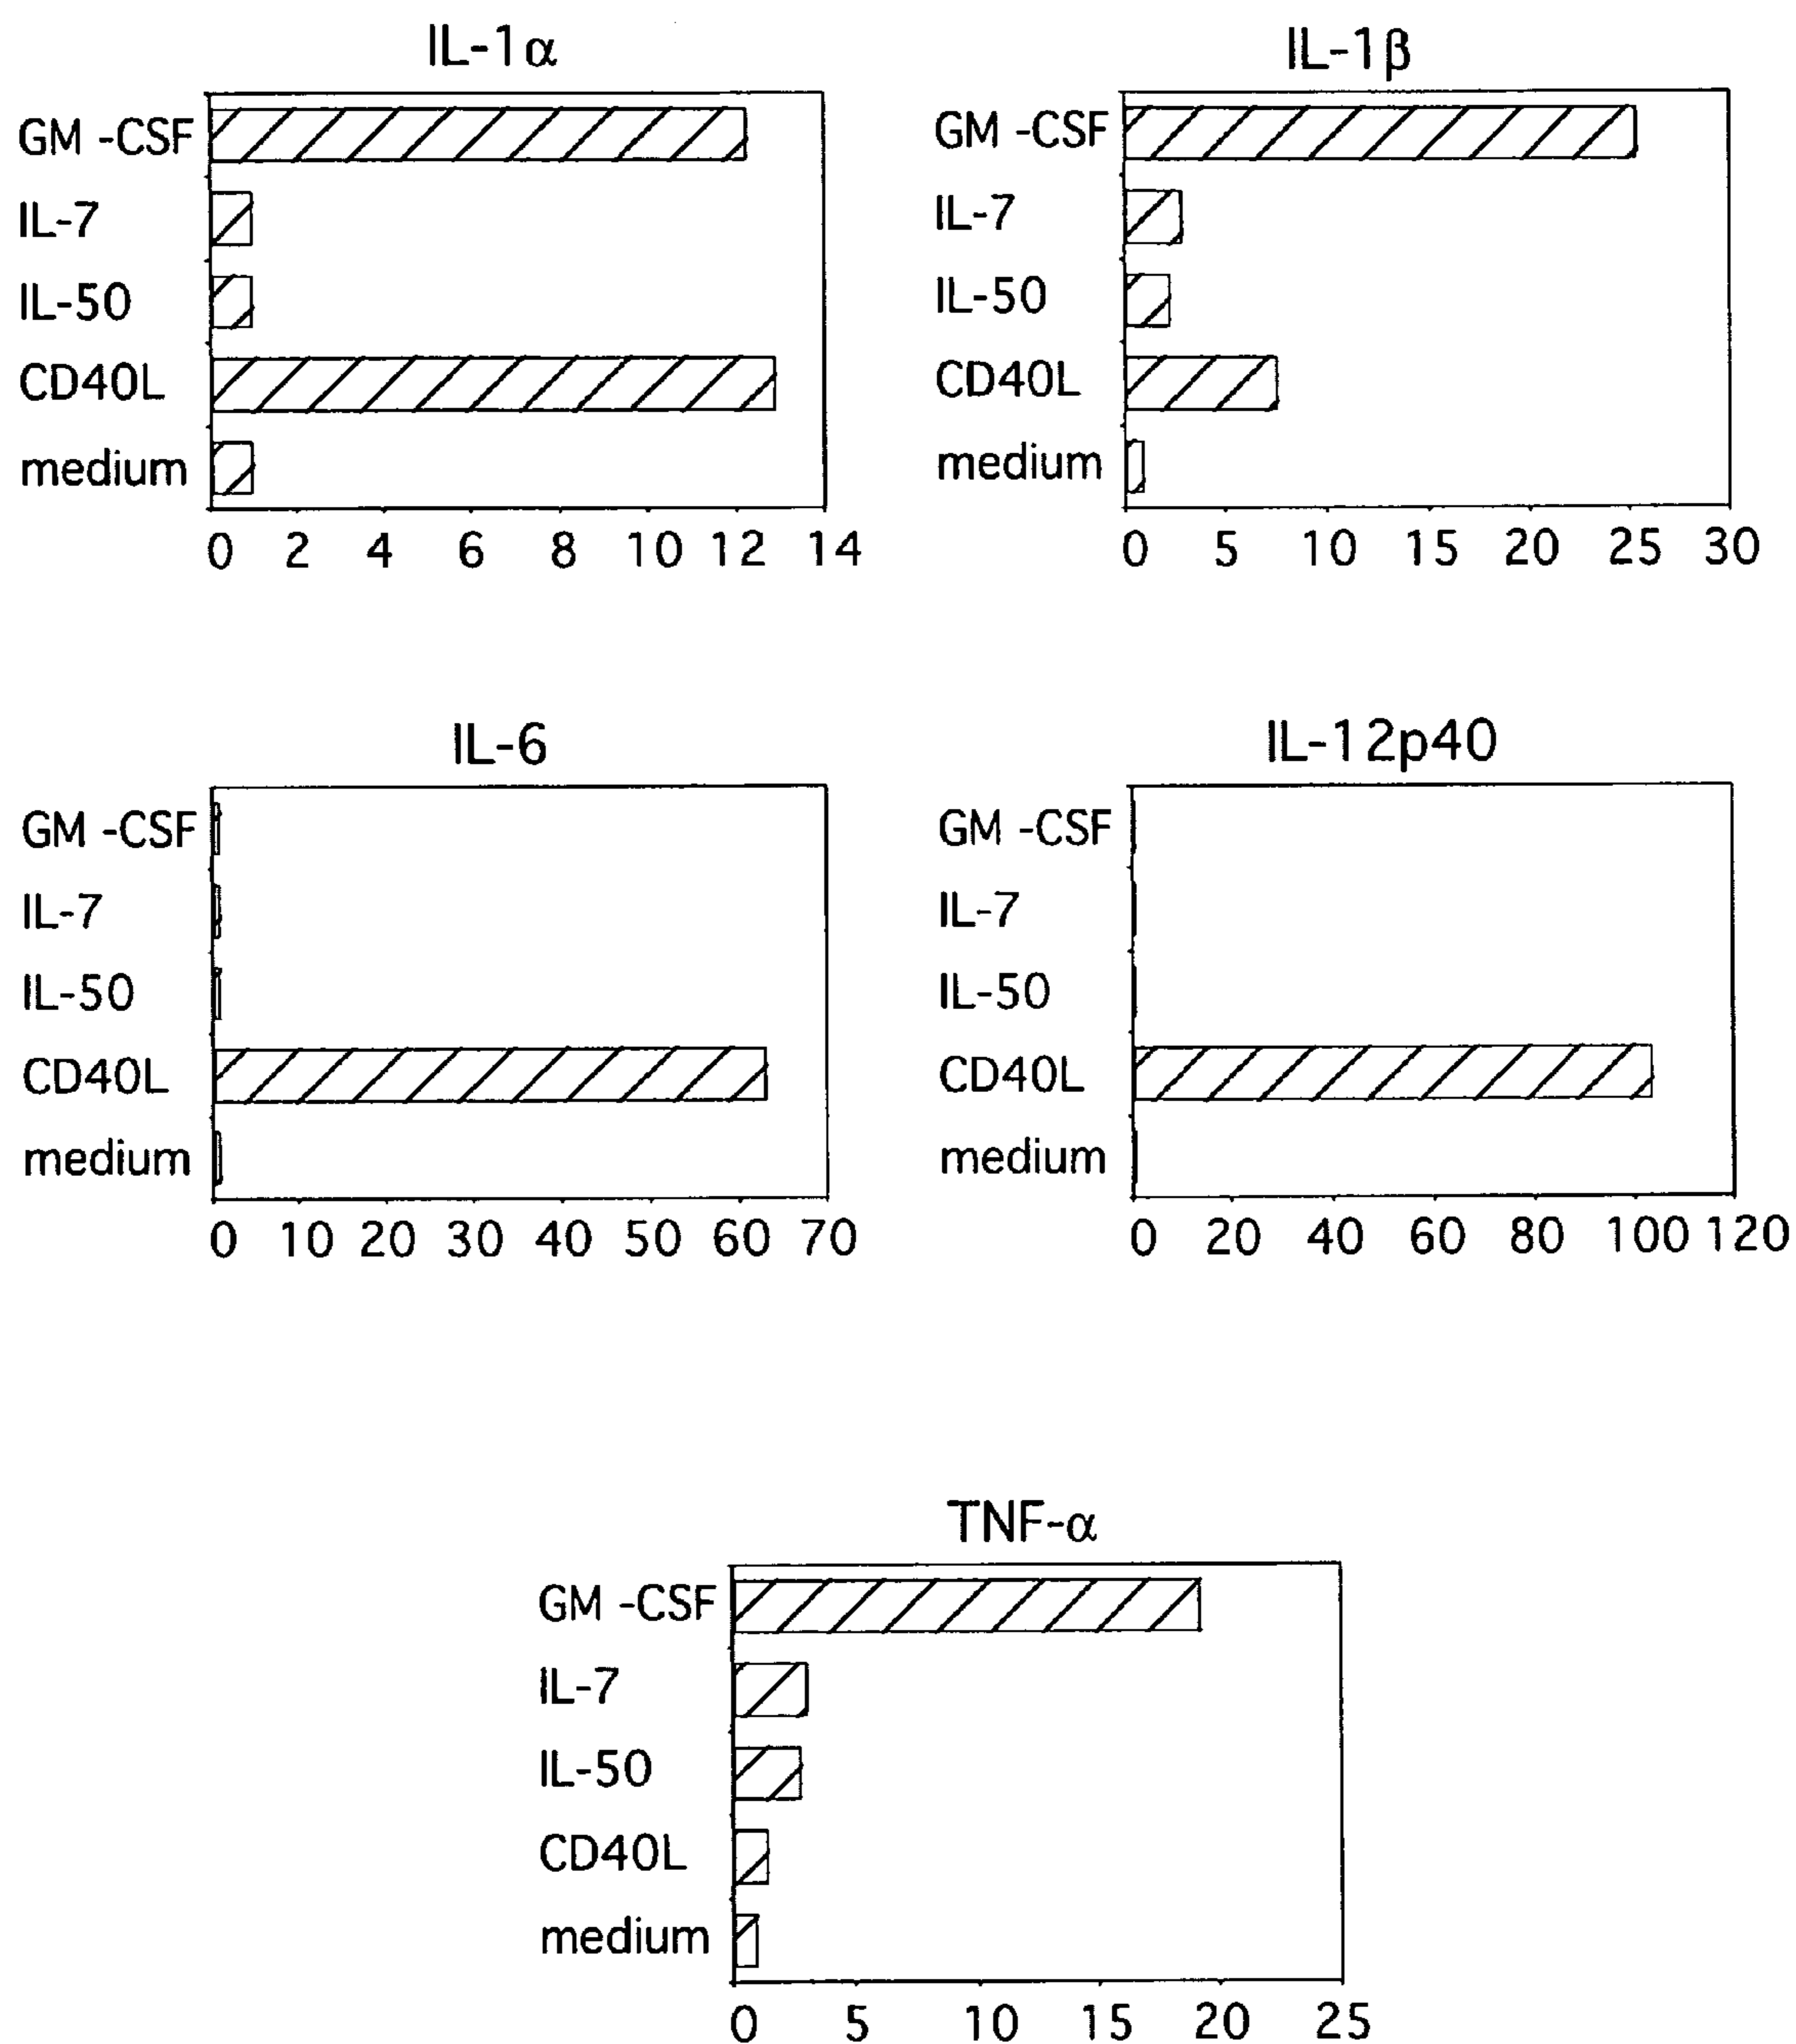 IL-1α
GM -CSF
IL-7
IL-50
CD40L
medium
0 2 4 6 8 10 12 14
IL-1β
GM -CSF
IL-7
IL-50
CD40L
medium
0 5 10 15 20 25 30
IL-6
GM -CSF
IL-7
IL-50
CD40L
medium
0 10 20 30 40 50 60 70
IL-12p40
GM -CSF
IL-7
IL-50
CD40L
medium
0 20 40 60 80 100 120
TNF-α
GM -CSF
IL-7
IL-50
CD40L
medium
0 5 10 15 20 25